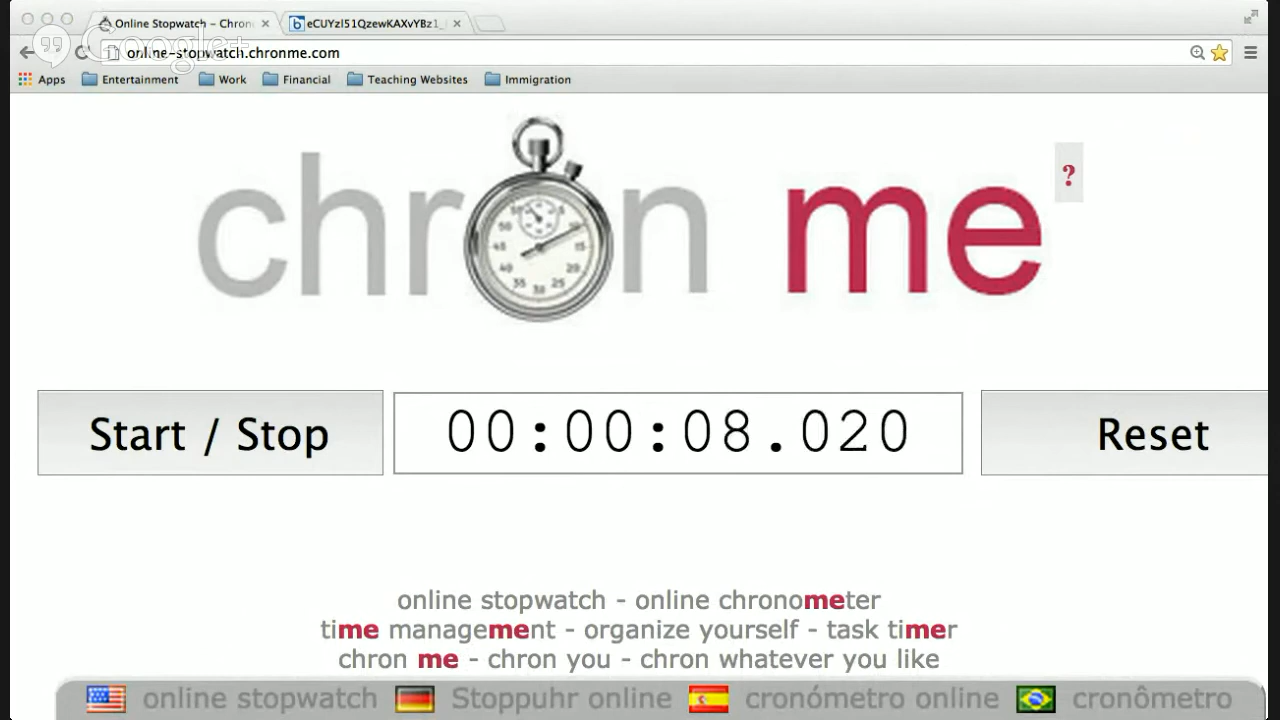 Online Stopwatch – Chron
eCUYzI51QzewKAXvYBz1_
Google+
online-stopwatch.chronme.com
Apps Entertainment Work Financial Teaching Websites Immigration
chron me ?
Start / Stop 00:00:08.020 Reset
online stopwatch - online chronometer
time management - organize yourself - task timer
chron me - chron you - chron whatever you like
online stopwatch Stoppuhr online cronómetro online cronômetro